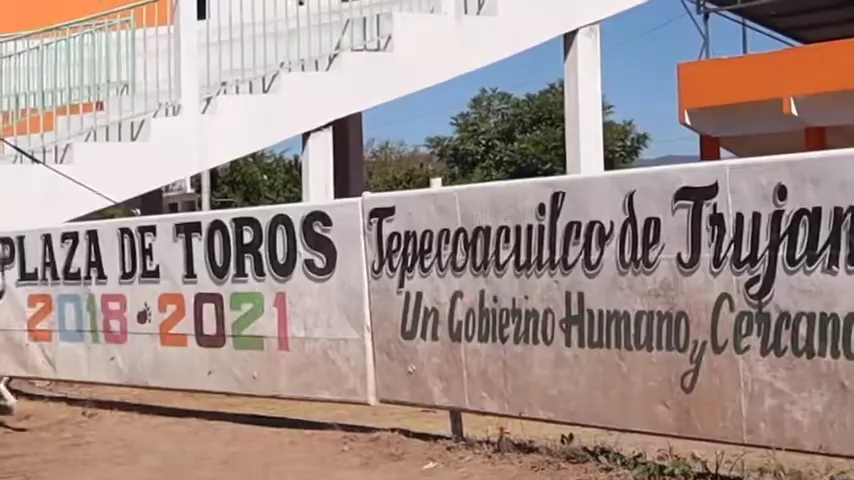 PLAZA DE TOROS
2018-2021
Tepecoacuilco de Trujan
Un Gobierno Humano, y Cercano